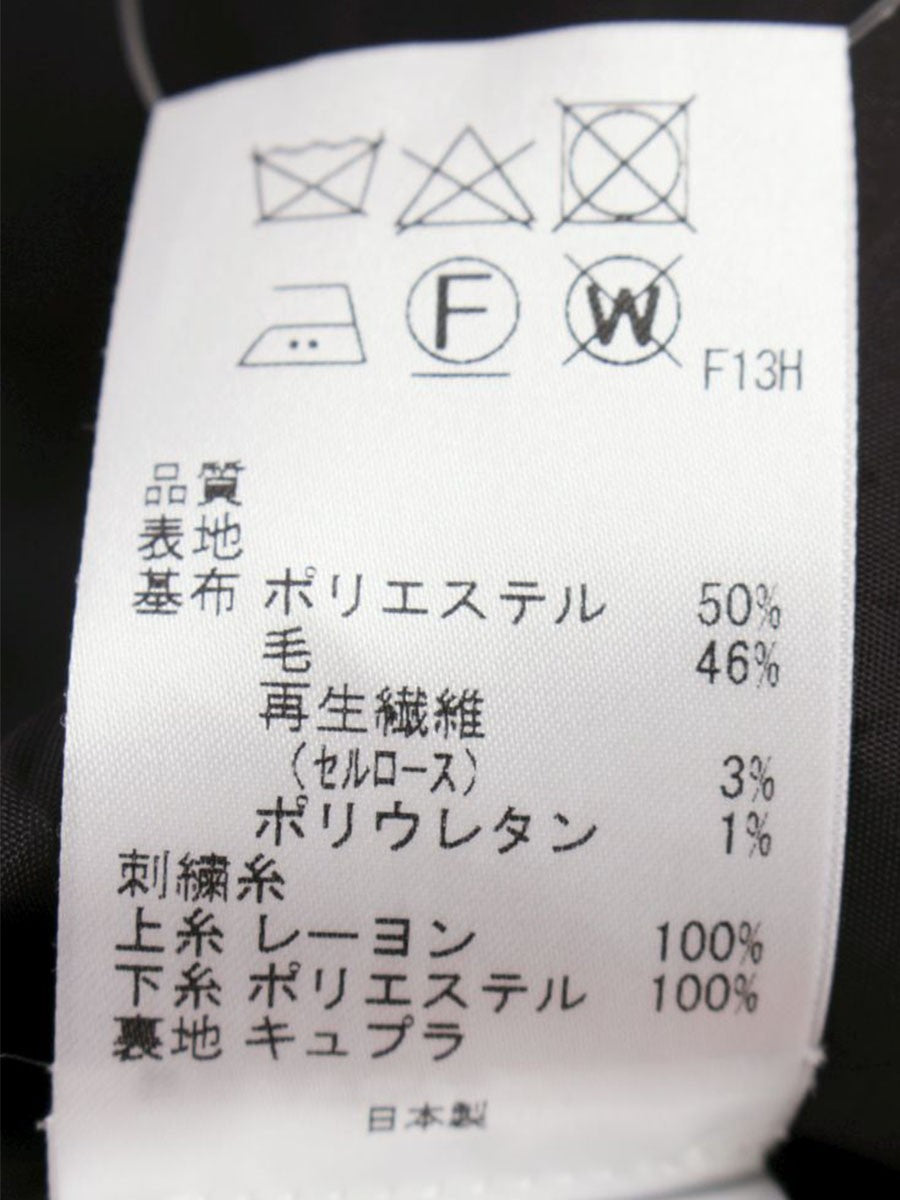 F
W
F13H
品質
表地
基布 ポリエステル 50%
毛 46%
再生繊維
(セルロース) 3%
ポリウレタン 1%
刺繍糸
上糸 レーヨン 100%
下糸 ポリエステル 100%
裏地 キュプラ
日本製